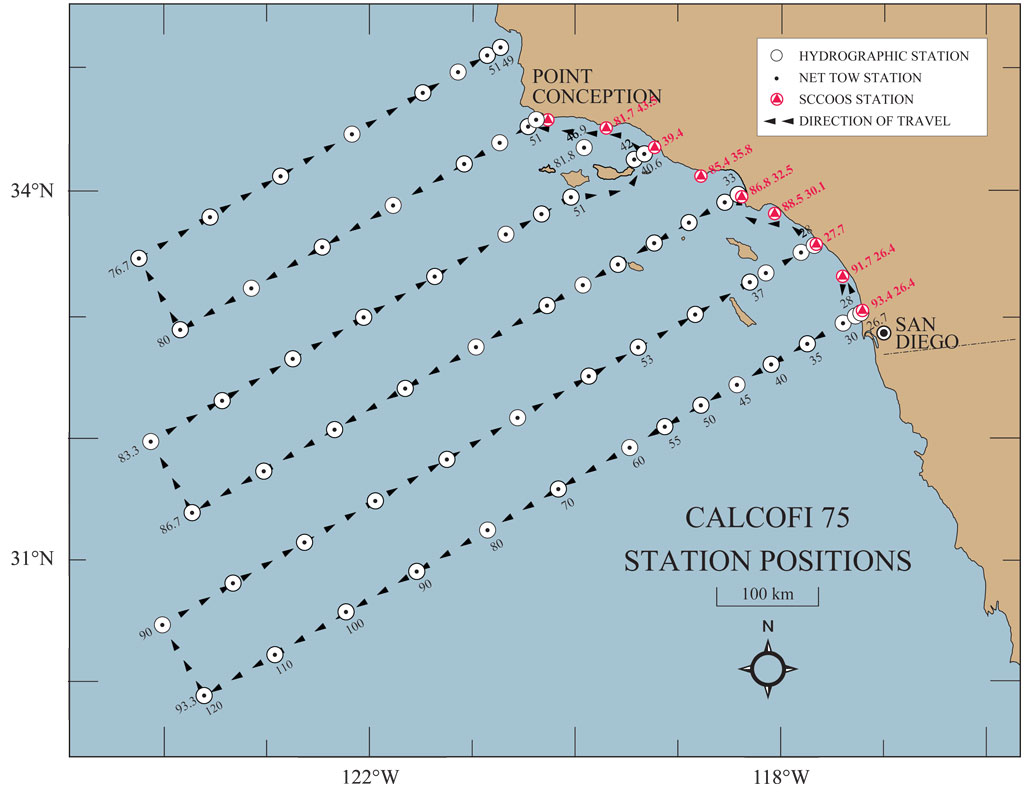 HYDROGRAPHIC STATION
NET TOW STATION
SCCOOS STATION
DIRECTION OF TRAVEL
POINT
CONCEPTION
51 49
81.7 43.5
46.9
42
39.4
51
81.8
40.6
85.4 35.8
34°N
33
86.8 32.5
51
88.5 30.1
28
27.7
76.7
91.7 26.4
37
28
93.4 26.4
80
30
26.7
SAN
DIEGO
35
53
40
45
50
83.3
55
60
70
86.7
80
CALCOFI 75
STATION POSITIONS
31°N
90
100 km
100
90
N
110
93.3
120
122°W
118°W